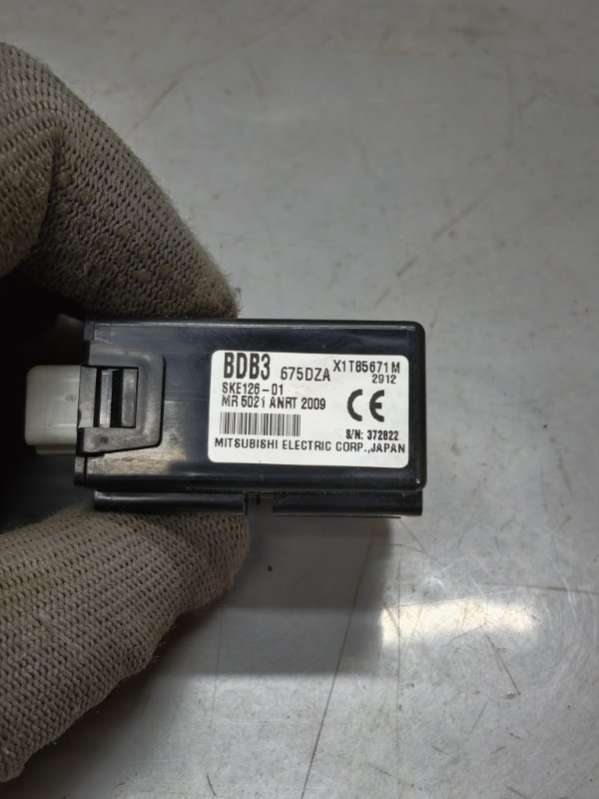 BDB3 675DZA X1T85671M
2912
SKE126-01
MR 5021 ANRT 2009
CE
S/N: 372822
MITSUBISHI ELECTRIC CORP.,JAPAN